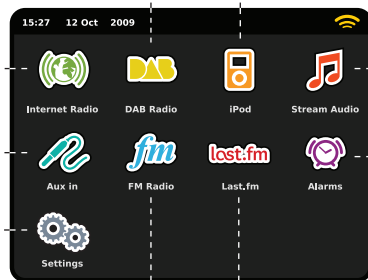 15:27 12 Oct 2009
DAB
Internet Radio DAB Radio iPod Stream Audio
fm last.fm
Aux in FM Radio Last.fm Alarms
Settings